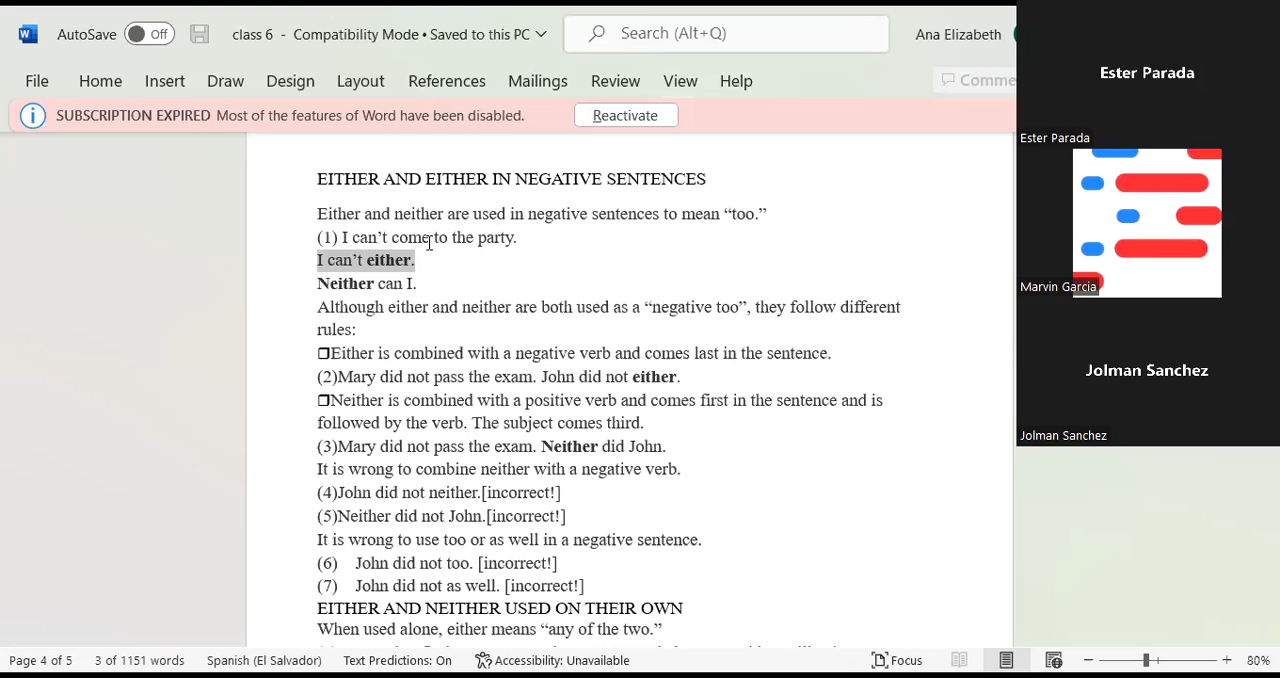 AutoSave Off class 6 - Compatibility Mode • Saved to this PC Search (Alt+Q) Ana Elizabeth
File Home Insert Draw Design Layout References Mailings Review View Help Comme
SUBSCRIPTION EXPIRED Most of the features of Word have been disabled. Reactivate
EITHER AND EITHER IN NEGATIVE SENTENCES
Either and neither are used in negative sentences to mean “too.”
(1) I can’t come to the party.
I can’t either.
Neither can I.
Although either and neither are both used as a “negative too”, they follow different
rules:
❒Either is combined with a negative verb and comes last in the sentence.
(2)Mary did not pass the exam. John did not either.
❒Neither is combined with a positive verb and comes first in the sentence and is
followed by the verb. The subject comes third.
(3)Mary did not pass the exam. Neither did John.
It is wrong to combine neither with a negative verb.
(4)John did not neither.[incorrect!]
(5)Neither did not John.[incorrect!]
It is wrong to use too or as well in a negative sentence.
(6) John did not too. [incorrect!]
(7) John did not as well. [incorrect!]
EITHER AND NEITHER USED ON THEIR OWN
When used alone, either means “any of the two.”
Page 4 of 5 3 of 1151 words Spanish (El Salvador) Text Predictions: On Accessibility: Unavailable Focus 80%
Ester Parada
Ester Parada
Marvin Garcia
Jolman Sanchez
Jolman Sanchez